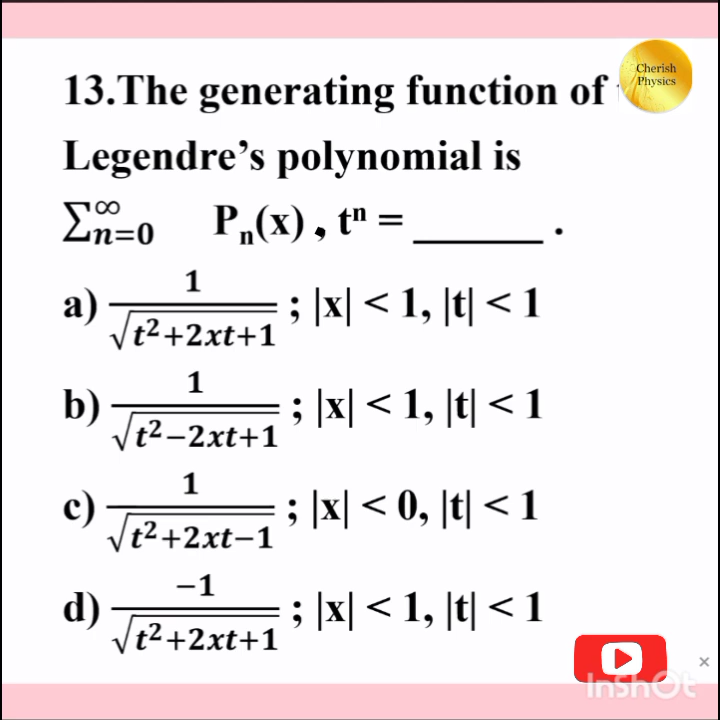 Cherish
Physics
13.The generating function of
Legendre's polynomial is
∑∞n=0 Pn(x) , tⁿ = ______ .
a) 1/√t²+2xt+1 ; |x| < 1, |t| < 1
b) 1/√t²−2xt+1 ; |x| < 1, |t| < 1
c) 1/√t²+2xt−1 ; |x| < 0, |t| < 1
d) −1/√t²+2xt+1 ; |x| < 1, |t| < 1
InShOt